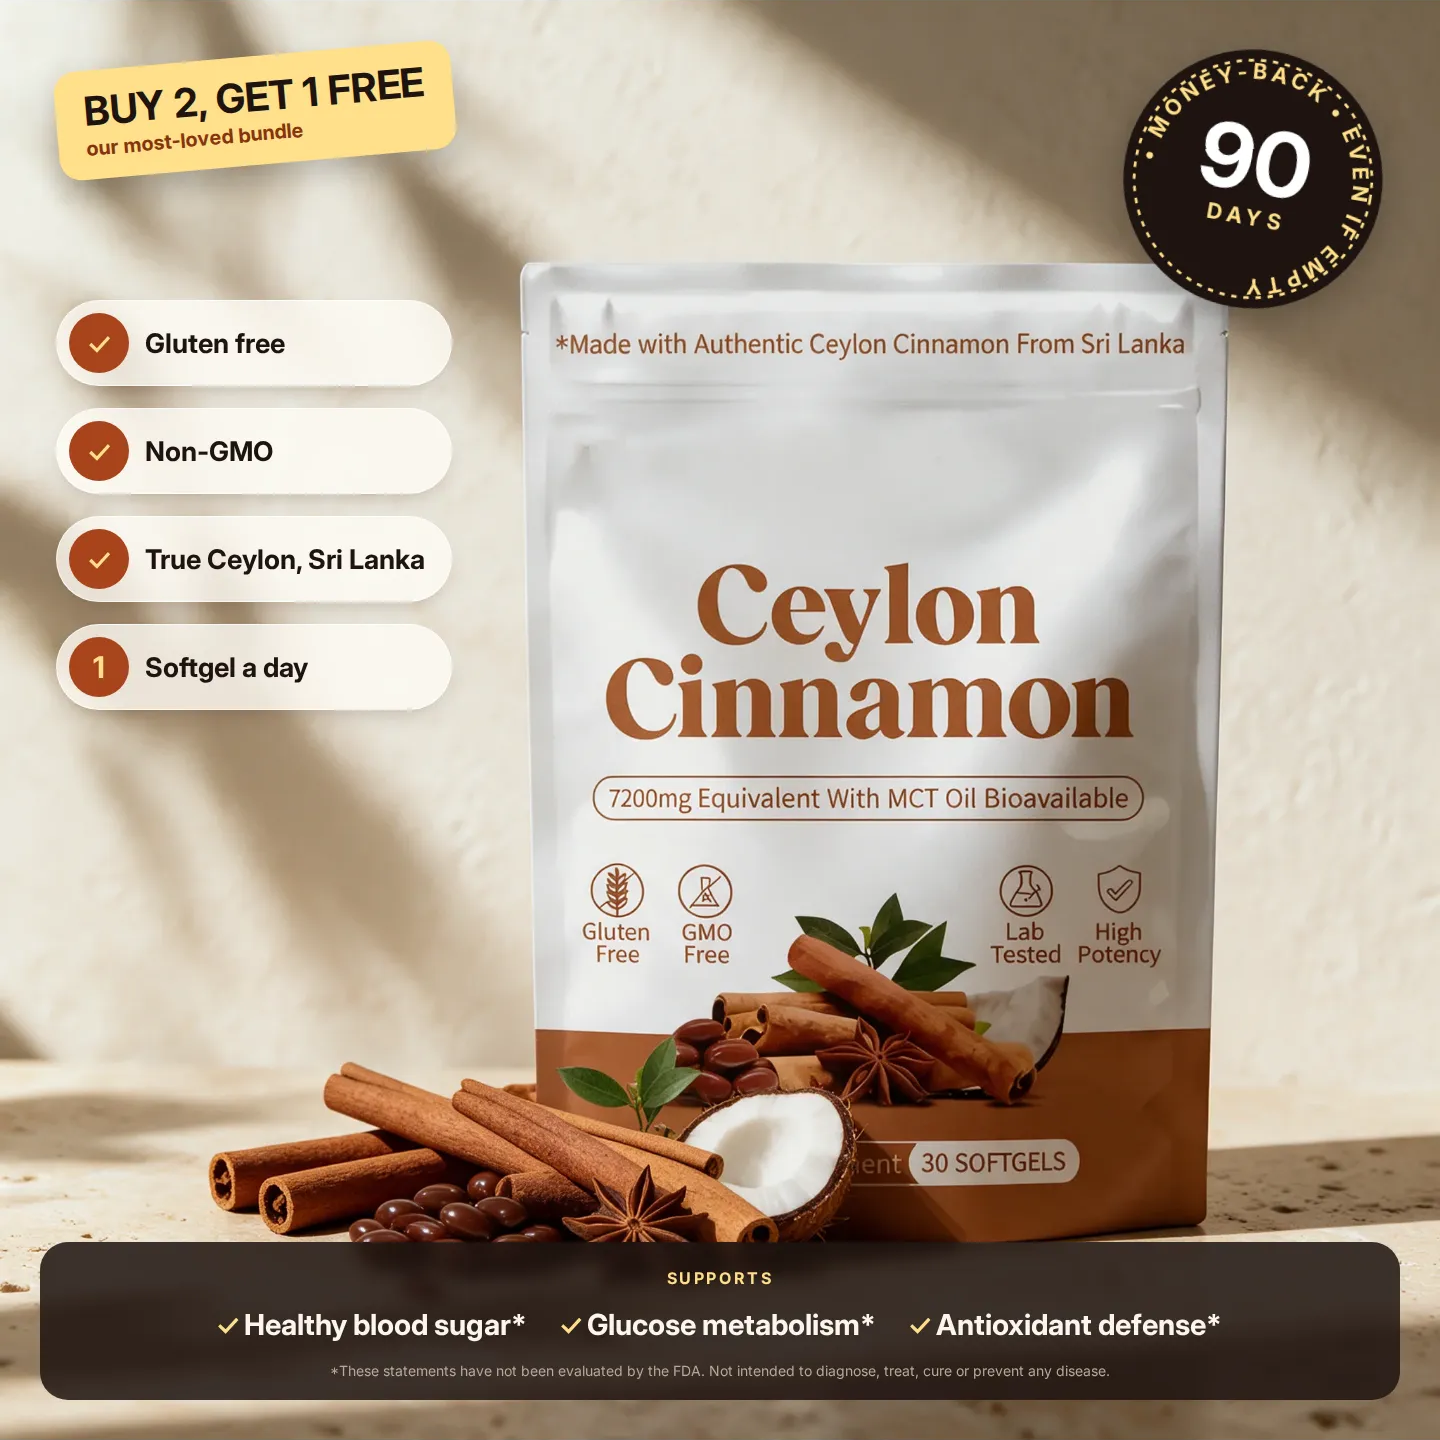 BUY 2, GET 1 FREE
our most-loved bundle
• MONEY-BACK • EVEN IF EMPTY
90
DAYS
Gluten free
Non-GMO
True Ceylon, Sri Lanka
1
Softgel a day
*Made with Authentic Ceylon Cinnamon From Sri Lanka
Ceylon
Cinnamon
7200mg Equivalent With MCT Oil Bioavailable
Gluten
Free
GMO
Free
Lab
Tested
High
Potency
30 SOFTGELS
SUPPORTS
Healthy blood sugar*
Glucose metabolism*
Antioxidant defense*
*These statements have not been evaluated by the FDA. Not intended to diagnose, treat, cure or prevent any disease.